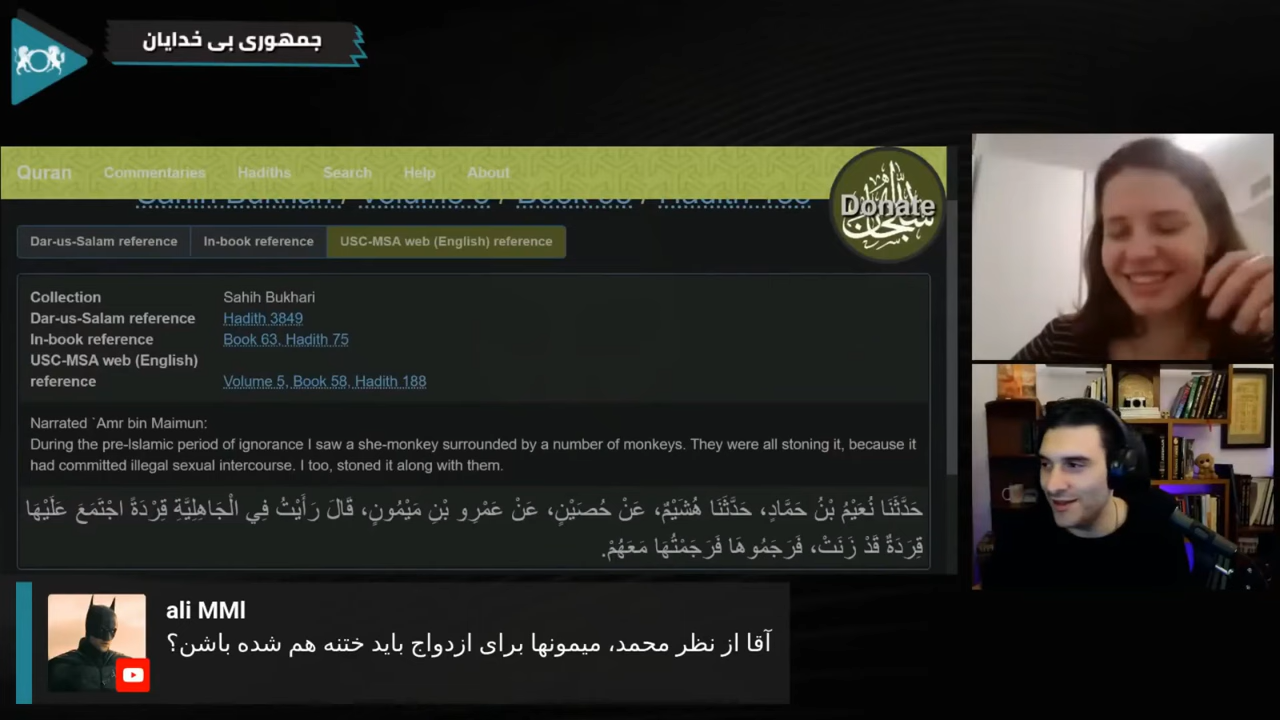 جمهوری بی خدایان
Quran Commentaries Hadiths Search Help About
Donate
Dar-us-Salam reference In-book reference USC-MSA web (English) reference
Collection Sahih Bukhari
Dar-us-Salam reference Hadith 3849
In-book reference Book 63, Hadith 75
USC-MSA web (English)
reference Volume 5, Book 58, Hadith 188
Narrated `Amr bin Maimun:
During the pre-Islamic period of ignorance I saw a she-monkey surrounded by a number of monkeys. They were all stoning it, because it
had committed illegal sexual intercourse. I too, stoned it along with them.
حَدَّثَنَا نُعَيْمُ بْنُ حَمَّادٍ، حَدَّثَنَا هُشَيْمٌ، عَنْ حُصَيْنٍ، عَنْ عَمْرِو بْنِ مَيْمُونٍ، قَالَ رَأَيْتُ فِي الْجَاهِلِيَّةِ قِرْدَةً اجْتَمَعَ عَلَيْهَا
قِرَدَةٌ قَدْ زَنَتْ، فَرَجَمُوهَا فَرَجَمْتُهَا مَعَهُمْ.
ali MMl
آقا از نظر محمد، میمونها برای ازدواج باید ختنه هم شده باشن؟